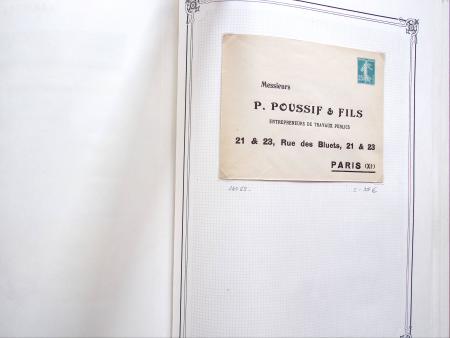 Messieurs
P. POUSSIF & FILS
ENTREPRENEURS DE TRAVAUX PUBLICS
21 & 23, Rue des Bluets, 21 & 23
PARIS (XIe)